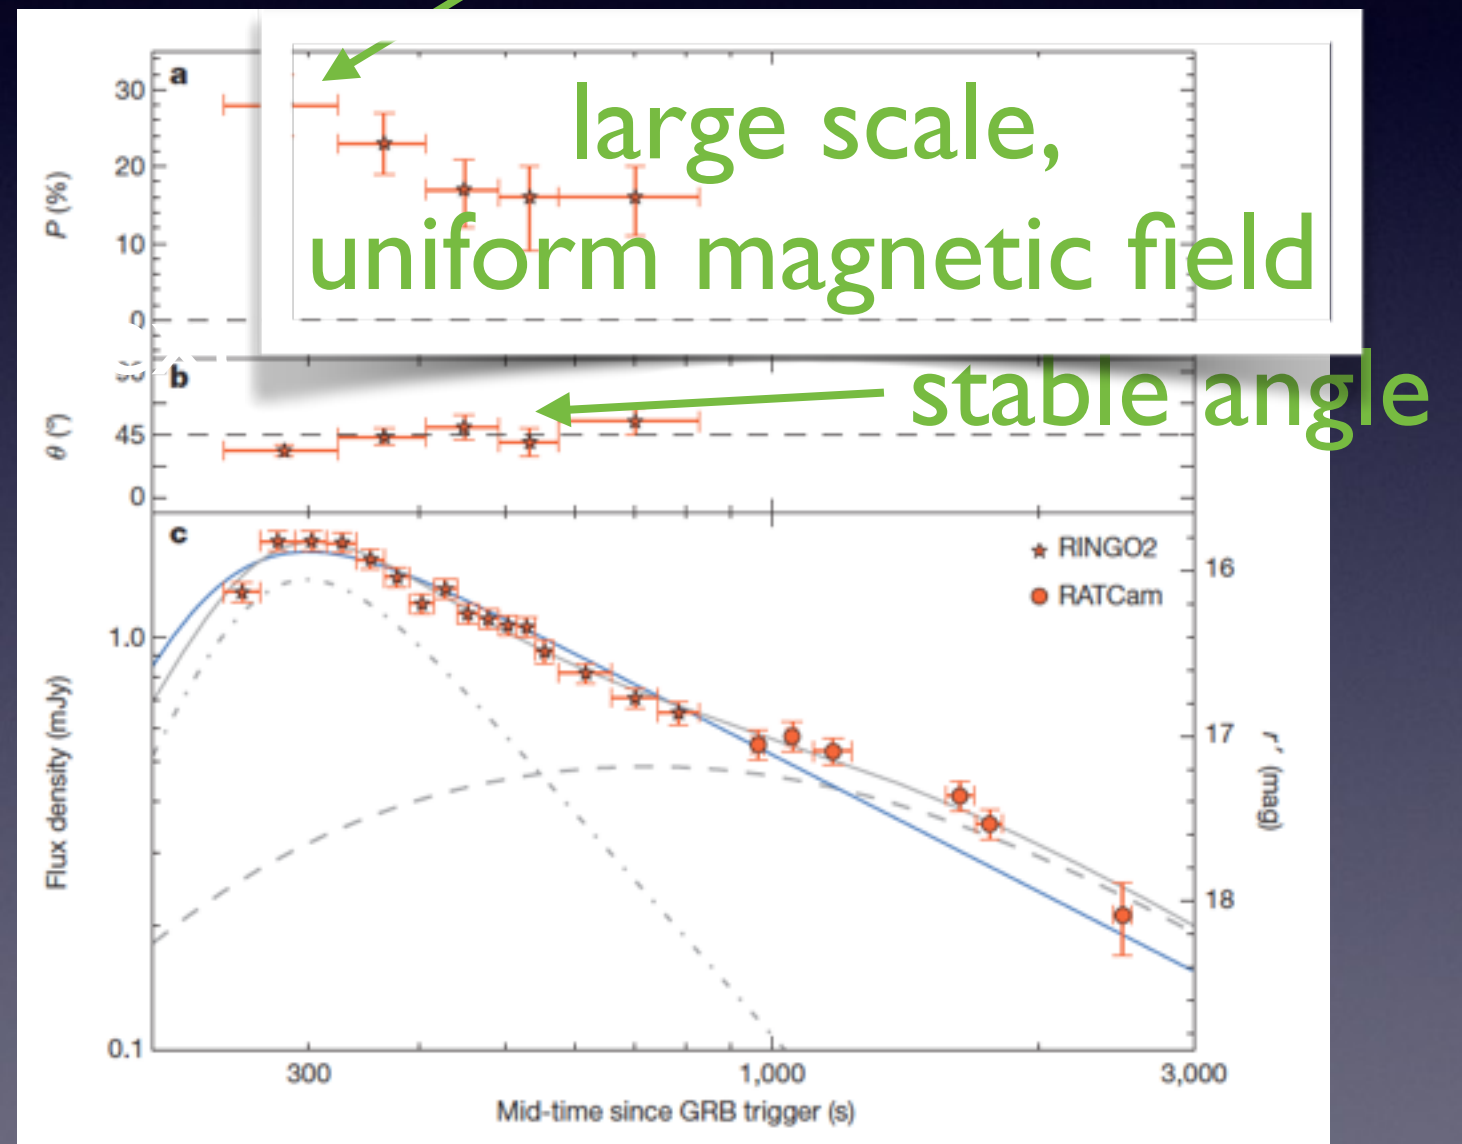 a
30
20
10
0
P (%)
large scale,
uniform magnetic field
b
45
0
θ (°)
stable angle
c
RINGO2
RATCam
1.0
0.1
Flux density (mJy)
16
17
18
r′ (mag)
300
1,000
3,000
Mid-time since GRB trigger (s)